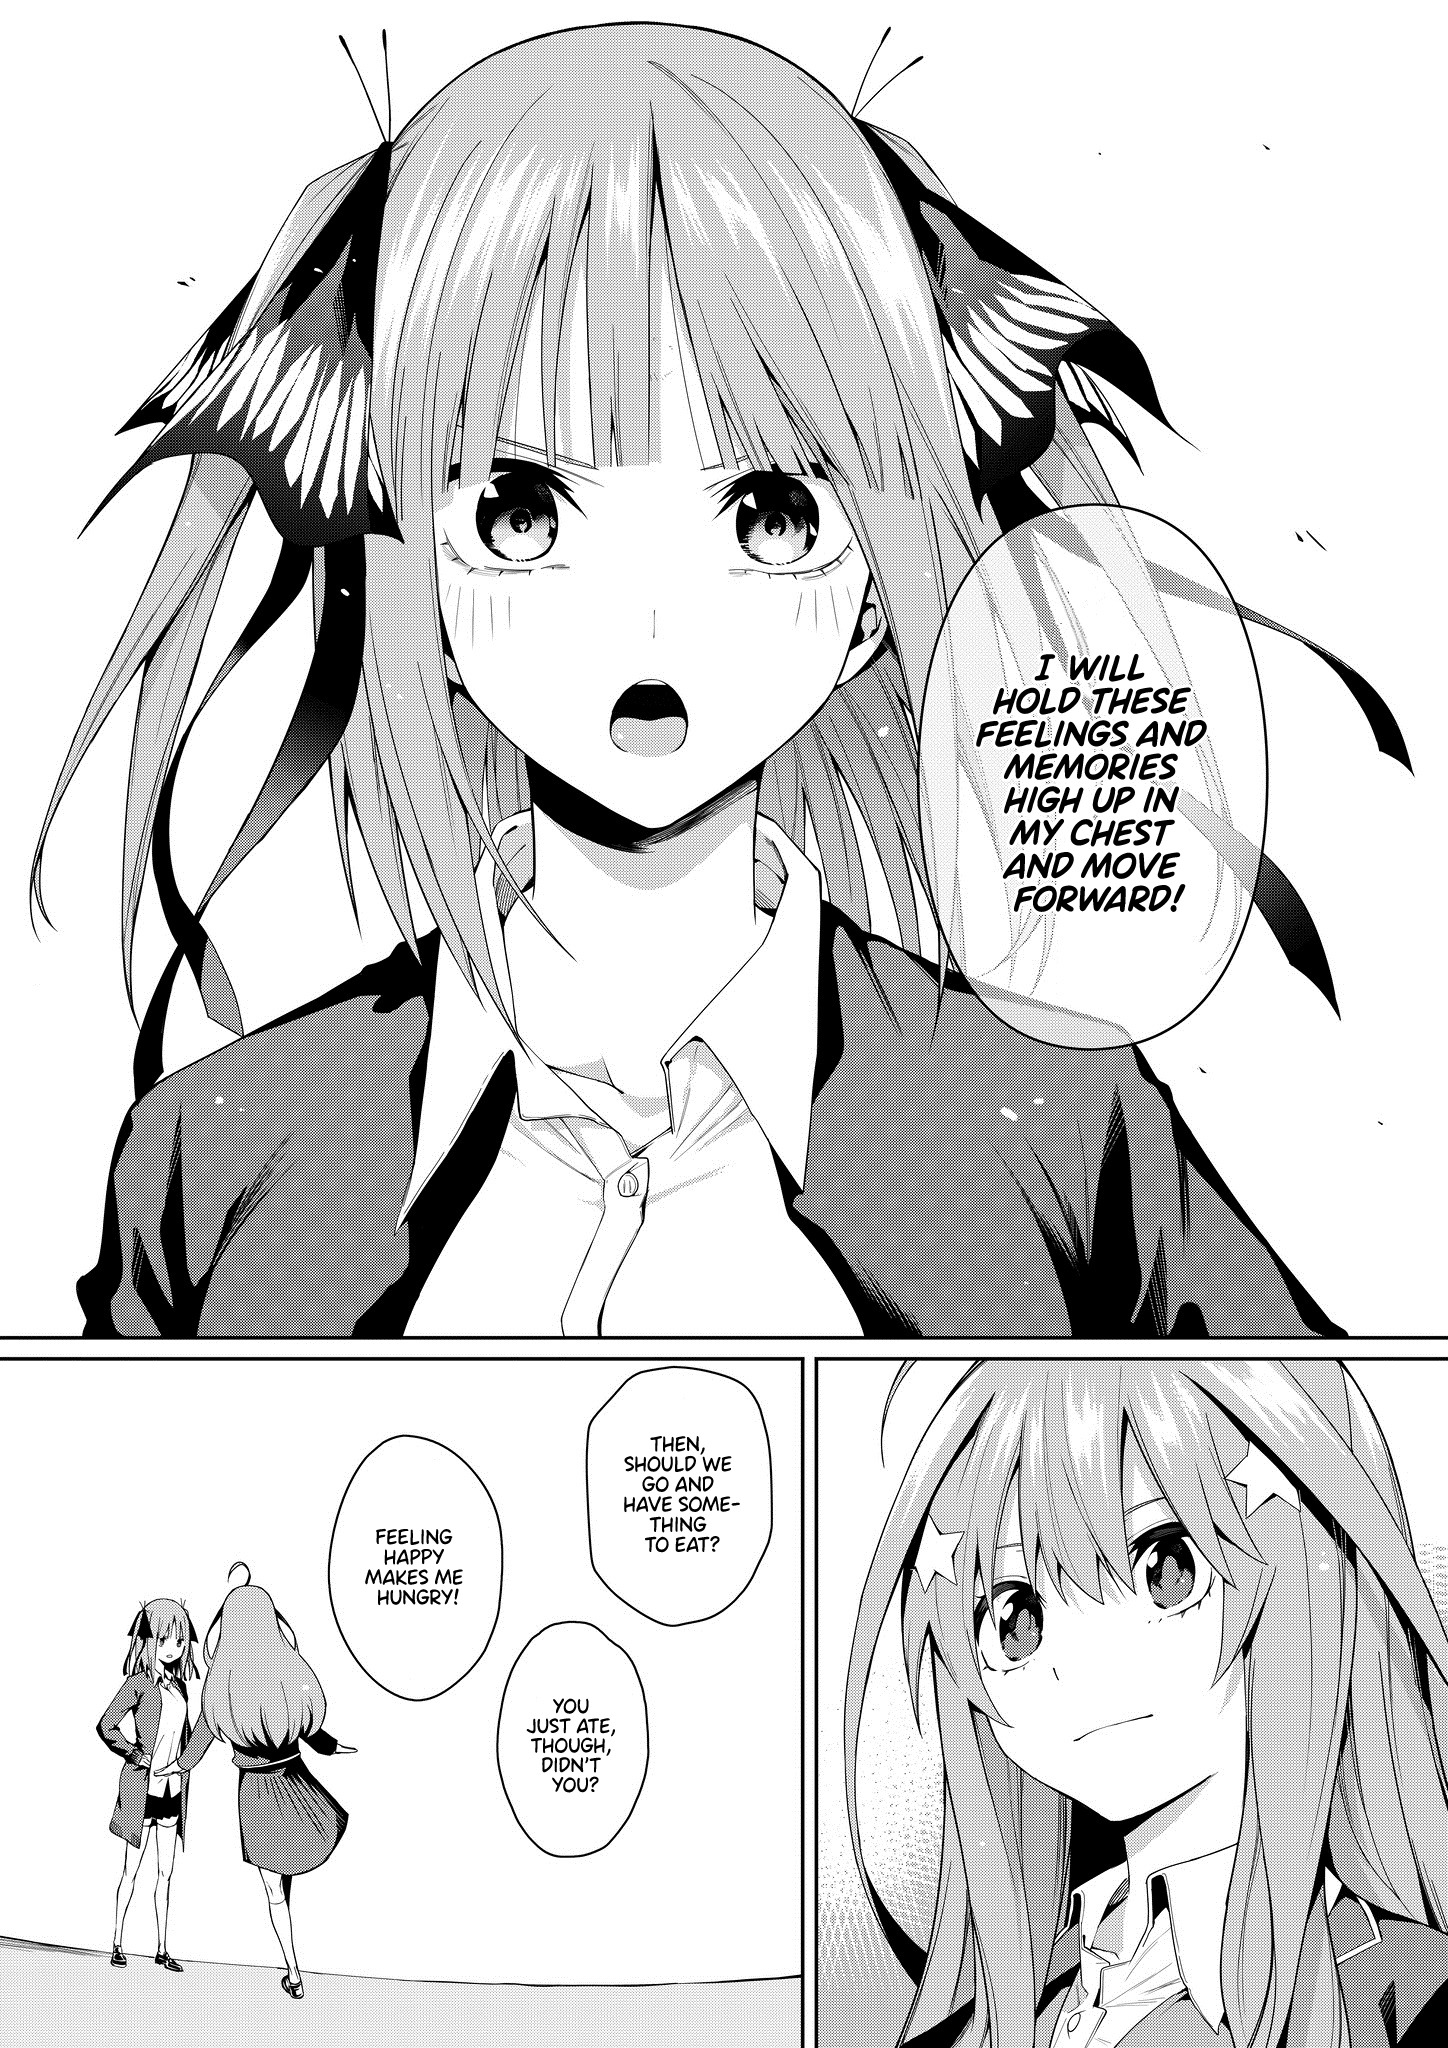 I WILL
HOLD THESE
FEELINGS AND
MEMORIES
HIGH UP IN
MY CHEST
AND MOVE
FORWARD!
THEN,
SHOULD WE
GO AND
HAVE SOME-
THING
TO EAT?
FEELING
HAPPY
MAKES ME
HUNGRY!
YOU
JUST ATE,
THOUGH,
DIDN'T
YOU?